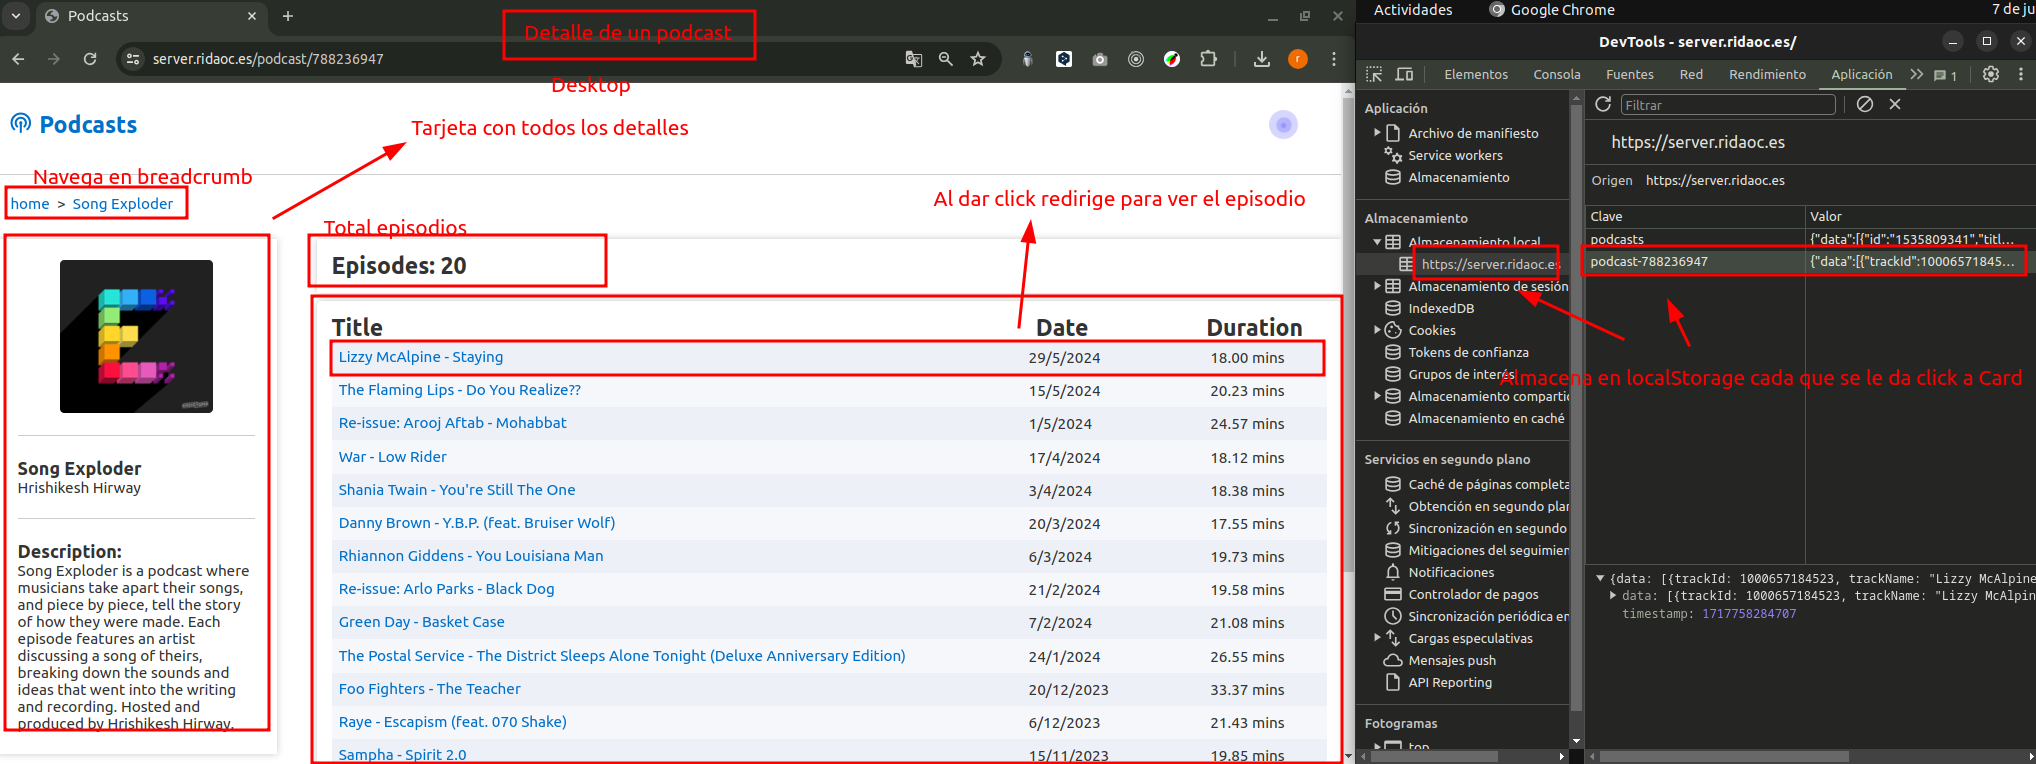 Podcasts
Detalle de un podcast
server.ridaoc.es/podcast/788236947
r
Desktop
Podcasts
Tarjeta con todos los detalles
Navega en breadcrumb
home > Song Exploder
Al dar click redirige para ver el episodio
Total episodios
Episodes: 20
Title Date Duration
Lizzy McAlpine - Staying 29/5/2024 18.00 mins
The Flaming Lips - Do You Realize?? 15/5/2024 20.23 mins
Re-issue: Arooj Aftab - Mohabbat 1/5/2024 24.57 mins
War - Low Rider 17/4/2024 18.12 mins
Shania Twain - You're Still The One 3/4/2024 18.38 mins
Danny Brown - Y.B.P. (feat. Bruiser Wolf) 20/3/2024 17.55 mins
Rhiannon Giddens - You Louisiana Man 6/3/2024 19.73 mins
Re-issue: Arlo Parks - Black Dog 21/2/2024 19.58 mins
Green Day - Basket Case 7/2/2024 21.08 mins
The Postal Service - The District Sleeps Alone Tonight (Deluxe Anniversary Edition) 24/1/2024 26.55 mins
Foo Fighters - The Teacher 20/12/2023 33.37 mins
Raye - Escapism (feat. 070 Shake) 6/12/2023 21.43 mins
Sampha - Spirit 2.0 15/11/2023 19.85 mins
Song Exploder
Hrishikesh Hirway
Description:
Song Exploder is a podcast where
musicians take apart their songs,
and piece by piece, tell the story
of how they were made. Each
episode features an artist
discussing a song of theirs,
breaking down the sounds and
ideas that went into the writing
and recording. Hosted and
produced by Hrishikesh Hirway.
Actividades Google Chrome 7 de ju
DevTools - server.ridaoc.es/
Elementos Consola Fuentes Red Rendimiento Aplicación 1
Aplicación
Archivo de manifiesto
Service workers
Almacenamiento
Almacenamiento
Almacenamiento local
https://server.ridaoc.es
Almacenamiento de sesión
IndexedDB
Cookies
Tokens de confianza
Grupos de interés
Almacenamiento comparti
Almacenamiento en caché
Servicios en segundo plano
Caché de páginas completa
Obtención en segundo plan
Sincronización en segundo
Mitigaciones del seguimien
Notificaciones
Controlador de pagos
Sincronización periódica en
Cargas especulativas
Mensajes push
API Reporting
Fotogramas
top
Filtrar
https://server.ridaoc.es
Origen https://server.ridaoc.es
Clave Valor
podcasts {"data":[{"id":"1535809341","titl...
podcast-788236947 {"data":[{"trackId":10006571845...
Almacena en localStorage cada que se le da click a Card
{data: [{trackId: 1000657184523, trackName: "Lizzy McAlpine
data: [{trackId: 1000657184523, trackName: "Lizzy McAlpin
timestamp: 1717758284707